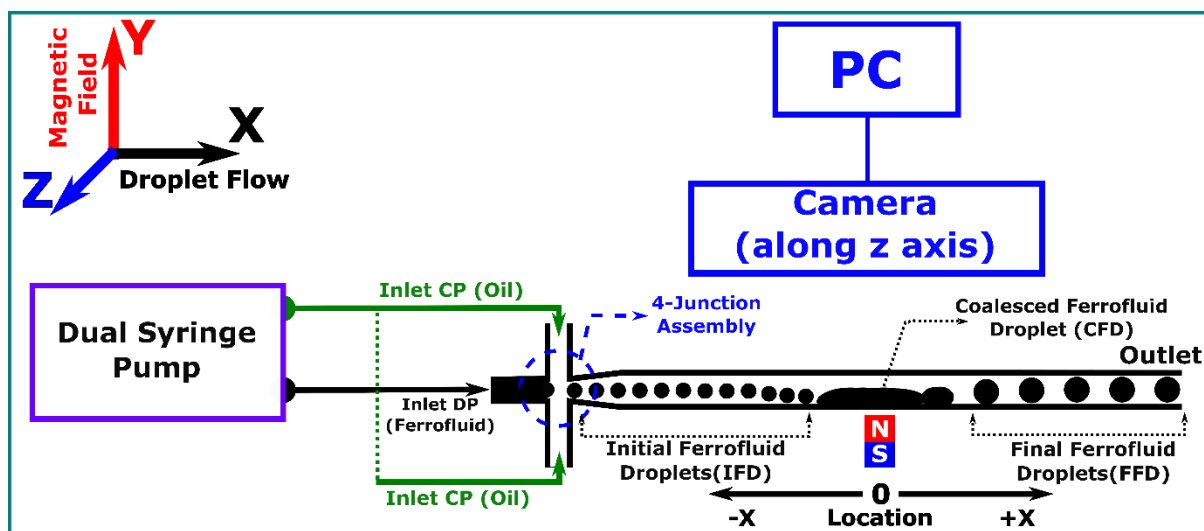 Magnetic
Field
Y
X
Z
Droplet Flow
PC
Camera
(along z axis)
Dual Syringe
Pump
Inlet CP (Oil)
4-Junction
Assembly
Coalesced Ferrofluid
Droplet (CFD)
Outlet
Inlet DP
(Ferrofluid)
Inlet CP (Oil)
Initial Ferrofluid
Droplets(IFD)
N
S
Final Ferrofluid
Droplets(FFD)
-X
0
Location
+X